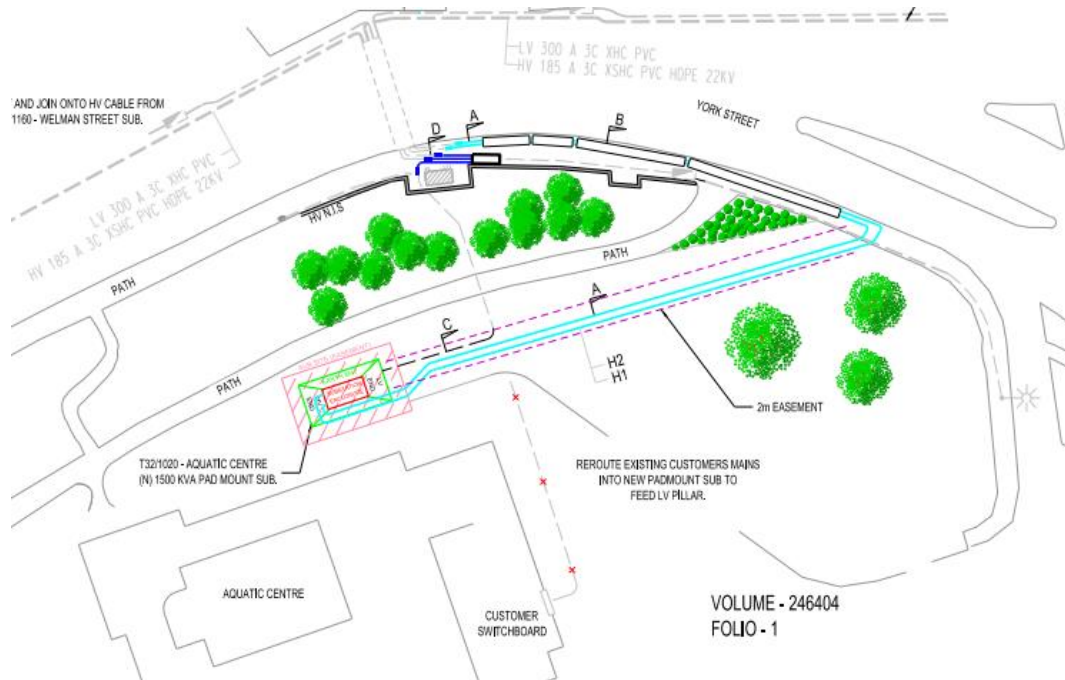 LV 300 A 3C XHC PVC
HV 185 A 3C XSHC PVC HDPE 22KV
AND JOIN ONTO HV CABLE FROM
1160 - WELMAN STREET SUB.
YORK STREET
D
A
B
LV 300 A 3C XHC PVC
HV 185 A 3C XSHC PVC HDPE 22KV
HV N.I.S
PATH
PATH
A
C
H2
H1
PATH
2m EASEMENT
T32/1020 - AQUATIC CENTRE
(N) 1500 KVA PAD MOUNT SUB.
REROUTE EXISTING CUSTOMERS MAINS
INTO NEW PADMOUNT SUB TO
FEED LV PILLAR.
AQUATIC CENTRE
CUSTOMER
SWITCHBOARD
VOLUME - 246404
FOLIO - 1